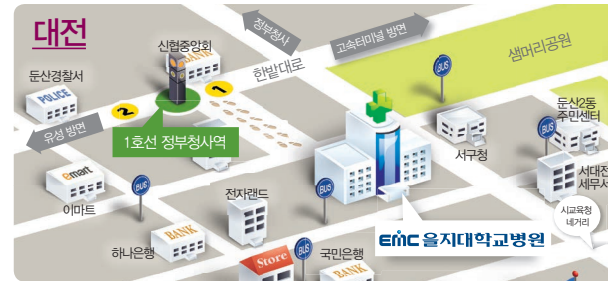 대전
정부청사
고속터미널 방면
샘머리공원
신협중앙회
BANK
한밭대로
BUS
둔산경찰서
POLICE
2
1
둔산2동
주민센터
BUS
유성 방면
1호선 정부청사역
서구청
emart
서대전
세무서
이마트
BUS
전자랜드
BUS
시교육청
네거리
EMC 을지대학교병원
하나은행
BANK
BUS
국민은행
Store
BANK